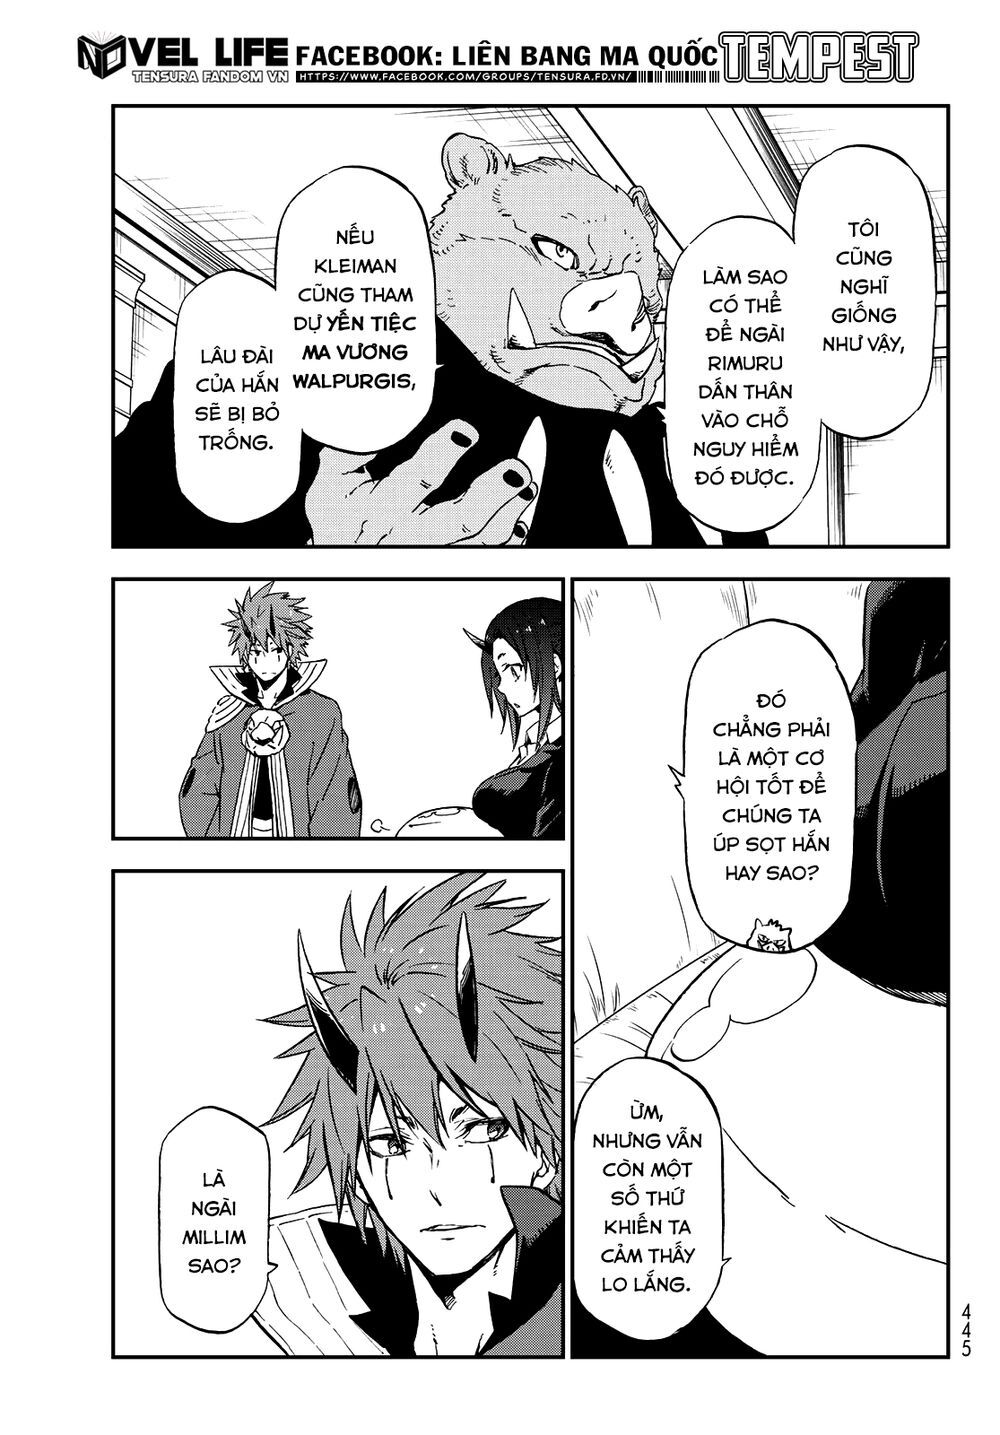 NOVEL LIFE
TENSURA FANDOM VN
FACEBOOK: LIÊN BANG MA QUỐC
HTTPS://WWW.FACEBOOK.COM/GROUPS/TENSURA.FD.VN/
TEMPEST
TÔI
CŨNG
NGHĨ
GIỐNG
NHƯ VẬY,
LÀM SAO
CÓ THỂ
ĐỂ NGÀI
RIMURU
DẤN THÂN
VÀO CHỖ
NGUY HIỂM
ĐÓ ĐƯỢC.
NẾU
KLEIMAN
CŨNG THAM
DỰ YẾN TIỆC
MA VƯƠNG
WALPURGIS,
LÂU ĐÀI
CỦA HẮN
SẼ BỊ BỎ
TRỐNG.
ĐÓ
CHẲNG PHẢI
LÀ MỘT CƠ
HỘI TỐT ĐỂ
CHÚNG TA
ÚP SỌT HẮN
HAY SAO?
ỪM,
NHƯNG VẪN
CÒN MỘT
SỐ THỨ
KHIẾN TA
CẢM THẤY
LO LẮNG.
LÀ
NGÀI
MILLIM
SAO?
445